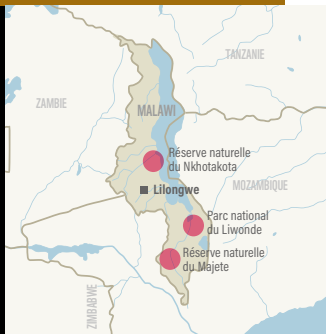 TANZANIE
ZAMBIE
MALAWI
Réserve naturelle
du Nkhotakota
Lilongwe
MOZAMBIQUE
Parc national
du Liwonde
Réserve naturelle
du Majete
ZIMBABWE